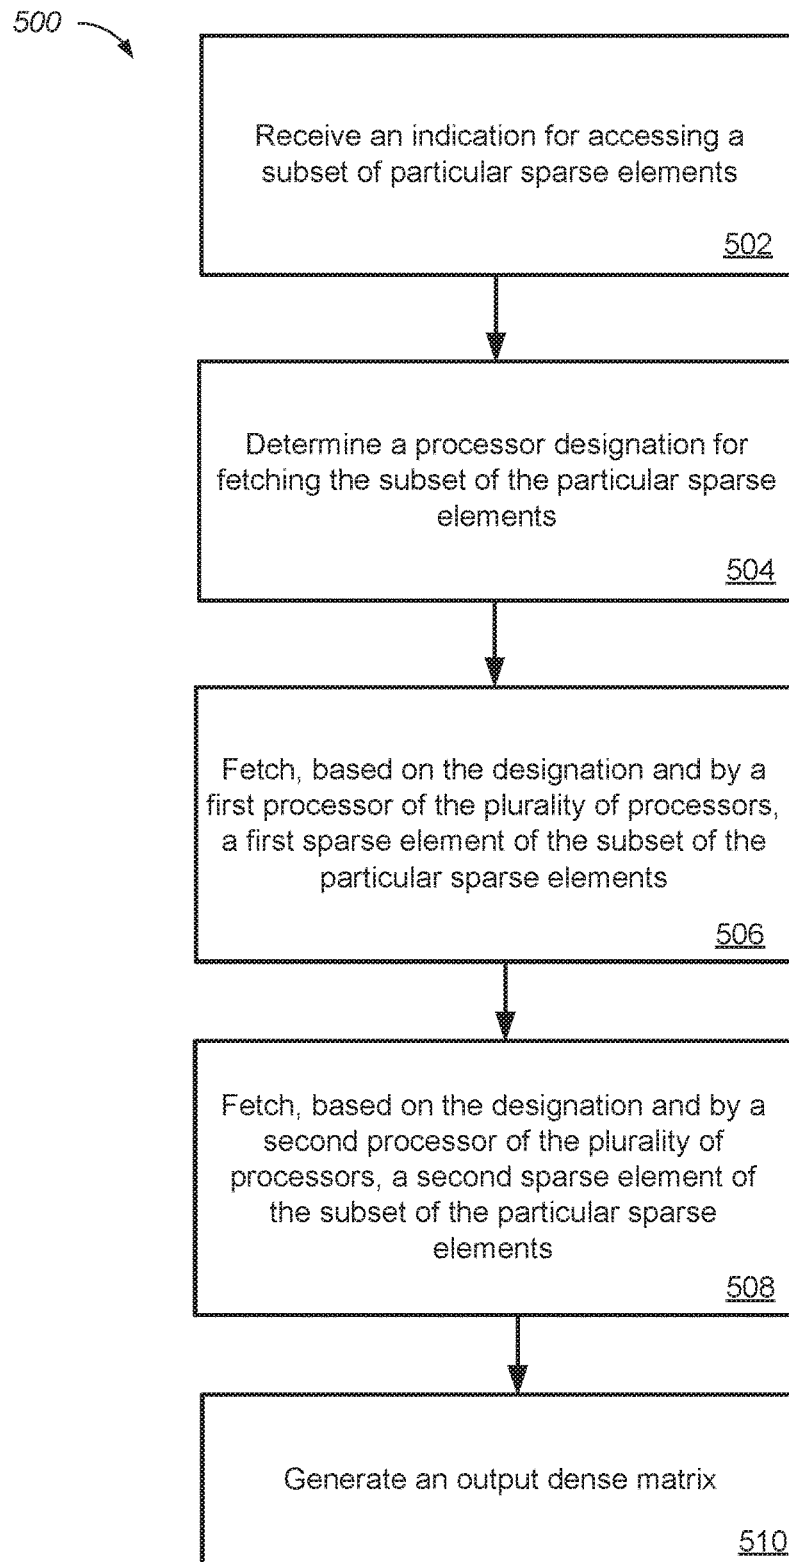 500
Receive an indication for accessing a
subset of particular sparse elements
502
Determine a processor designation for
fetching the subset of the particular sparse
elements
504
Fetch, based on the designation and by a
first processor of the plurality of processors,
a first sparse element of the subset of the
particular sparse elements
506
Fetch, based on the designation and by a
second processor of the plurality of
processors, a second sparse element of
the subset of the particular sparse
elements
508
Generate an output dense matrix
510